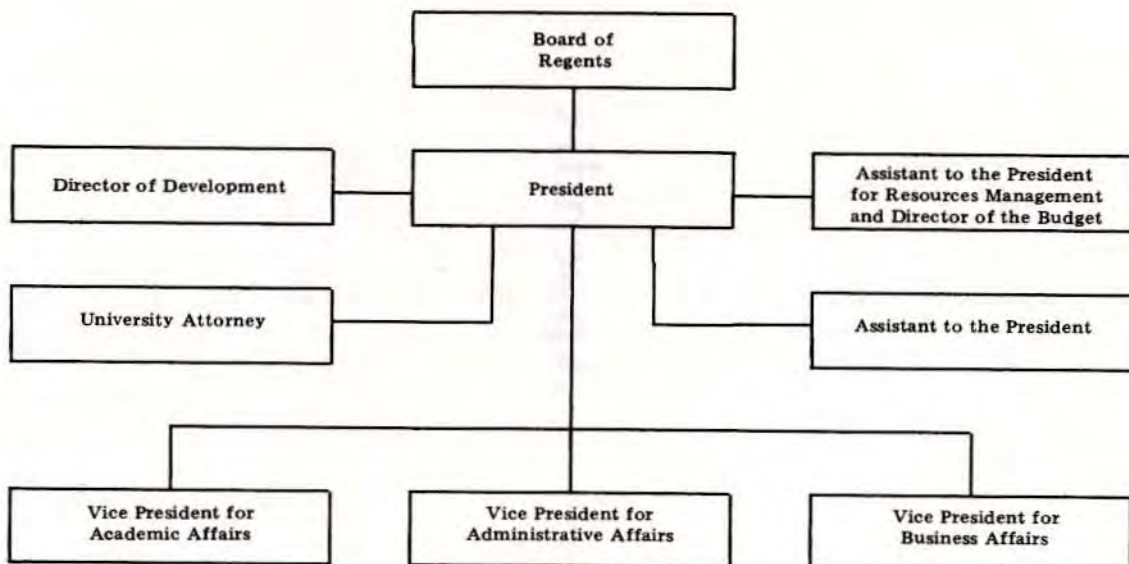 Board of
Regents
Director of Development
President
Assistant to the President
for Resources Management
and Director of the Budget
University Attorney
Assistant to the President
Vice President for
Academic Affairs
Vice President for
Administrative Affairs
Vice President for
Business Affairs